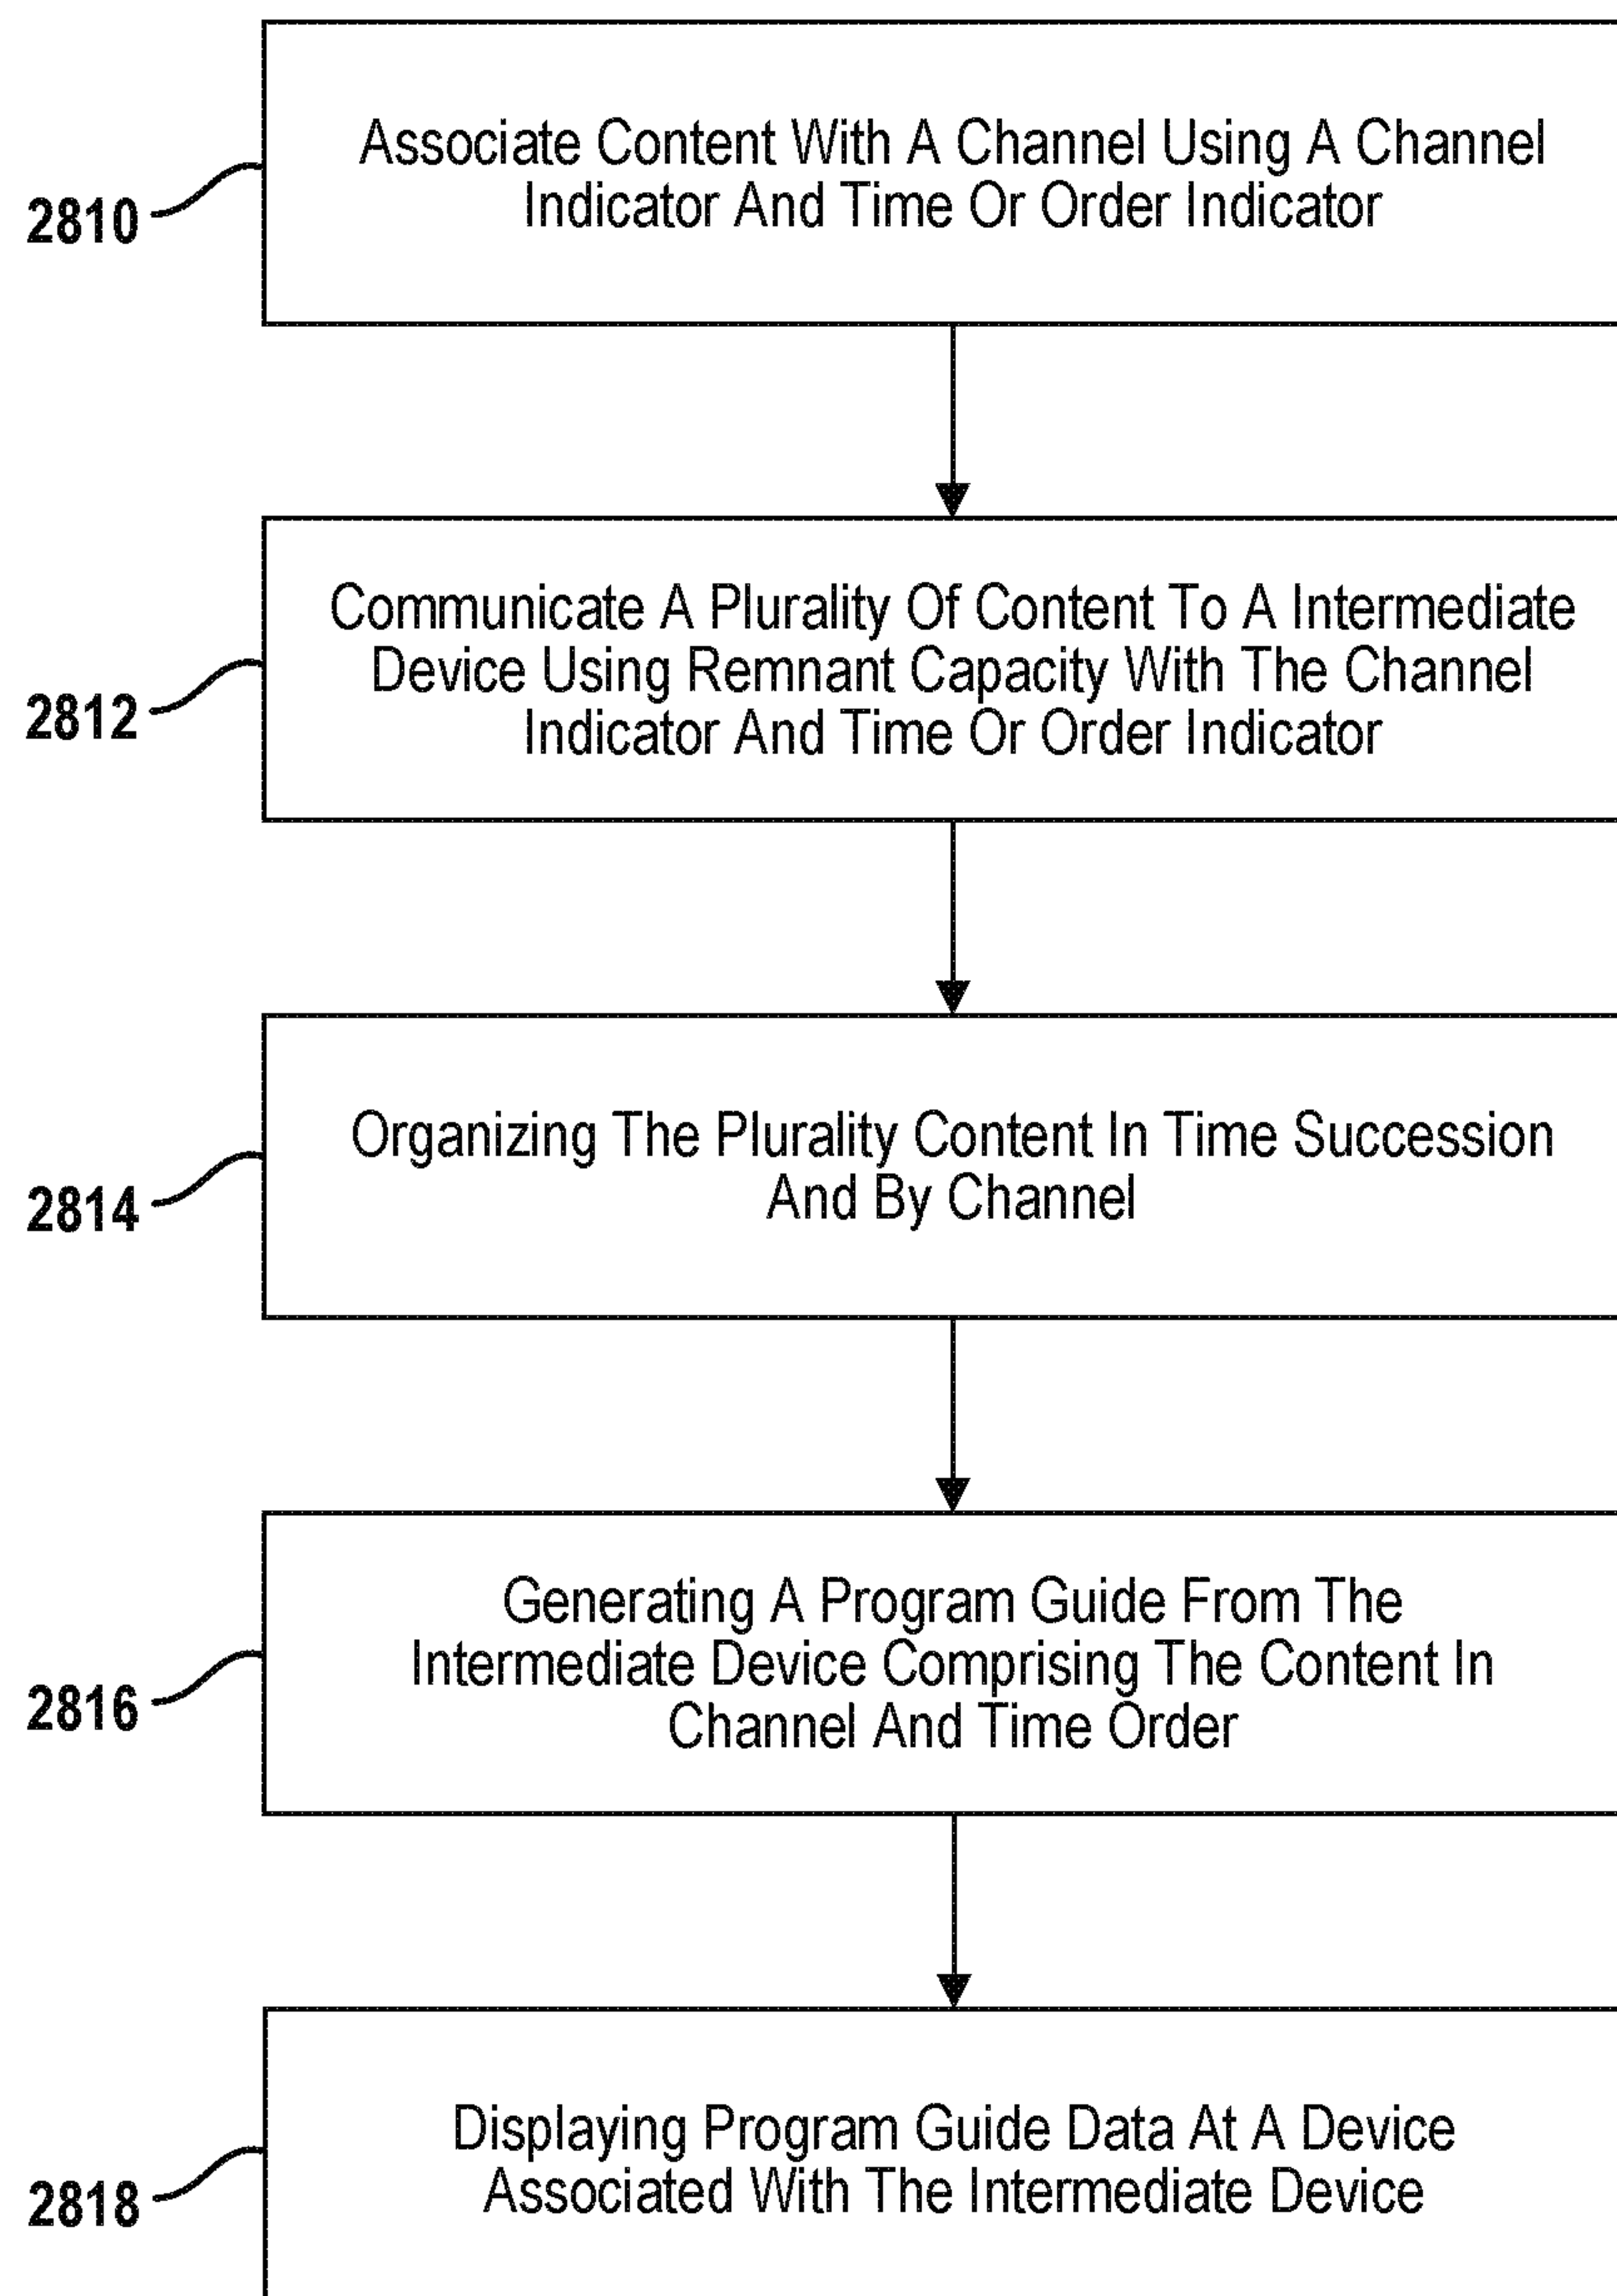 Associate Content With A Channel Using A Channel
Indicator And Time Or Order Indicator
2810
Communicate A Plurality Of Content To A Intermediate
Device Using Remnant Capacity With The Channel
Indicator And Time Or Order Indicator
2812
Organizing The Plurality Content In Time Succession
And By Channel
2814
Generating A Program Guide From The
Intermediate Device Comprising The Content In
Channel And Time Order
2816
Displaying Program Guide Data At A Device
Associated With The Intermediate Device
2818